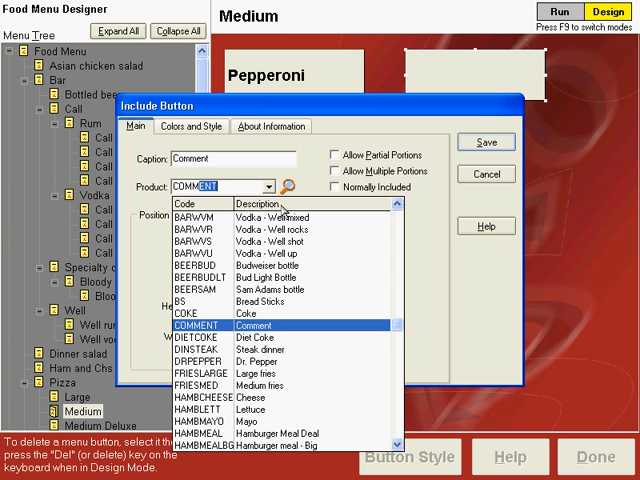 Food Menu Designer
Menu Tree
Expand All
Collapse All
Medium
Run
Design
Press F9 to switch modes
Food Menu
Asian chicken salad
Bar
Bottled
Call
Rum
Call
Call
Call
Call
Vodka
Call
Call
Call
Call
Specialty
Bloody
Well
Well
Well
Dinner salad
Ham and Chs
Pizza
Large
Medium
Medium Deluxe
Pepperoni
Include Button
Main
Colors and Style
About Information
Caption:
Comment
Product:
COMMENT
Allow Partial Portions
Allow Multiple Portions
Normally Included
Save
Cancel
Help
Position
Code Description
BARWVM Vodka - Well mixed
BARWVR Vodka - Well rocks
BARWVS Vodka - Well shot
BARWVU Vodka - Well up
BEERBUD Budweiser bottle
BEERBUDLT Bud Light Bottle
BEERSAM Sam Adams bottle
BS Bread Sticks
COKE Coke
COMMENT Comment
DIETCOKE Diet Coke
DINSTEAK Steak dinner
DRPEPPER Dr. Pepper
FRIESLARGE Large fries
FRIESMED Medium fries
HAMBCHEESE Cheese
HAMBLETT Lettuce
HAMBMAYO Mayo
HAMBMEAL Hamburger Meal Deal
HAMBMEALBG Hamburger meal - Big
To delete a menu button, select it
press the "Del" (or delete) key on the
keyboard when in Design Mode.
Button Style
Help
Done